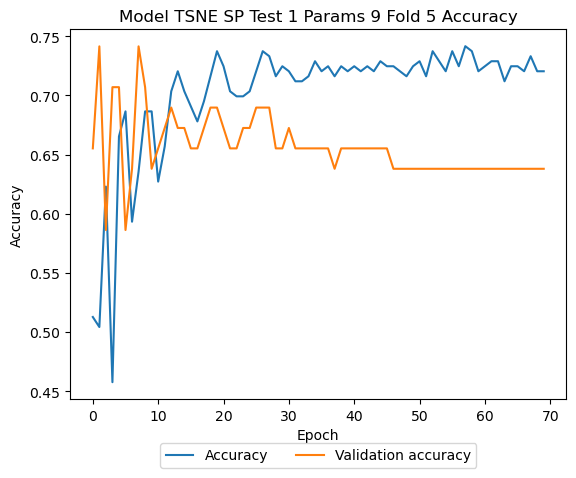 Model TSNE SP Test 1 Params 9 Fold 5 Accuracy
0.75
0.70
0.65
0.60
0.55
0.50
0.45
Accuracy
0 10 20 30 40 50 60 70
Epoch
Accuracy Validation accuracy